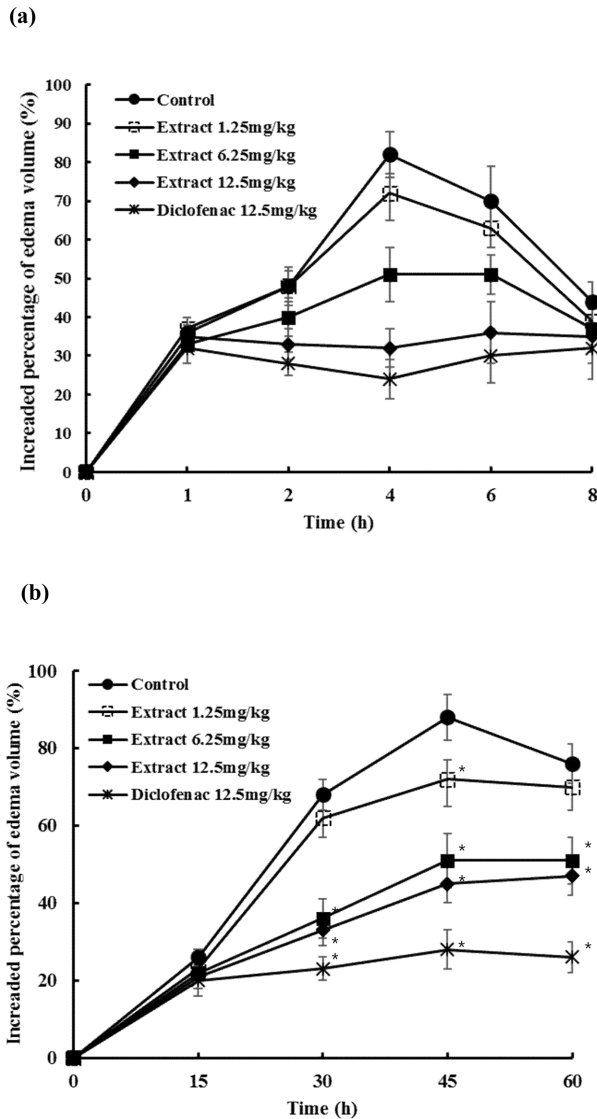 (a)
Increaded percentage of edema volume (%)
100
90
80
70
60
50
40
30
20
10
0
Control
Extract 1.25mg/kg
Extract 6.25mg/kg
Extract 12.5mg/kg
Diclofenac 12.5mg/kg
0 1 2 4 6 8
Time (h)
(b)
Increaded percentage of edema volume (%)
100
80
60
40
20
0
Control
Extract 1.25mg/kg
Extract 6.25mg/kg
Extract 12.5mg/kg
Diclofenac 12.5mg/kg
*
*
*
*
*
*
*
*
*
*
0 15 30 45 60
Time (h)